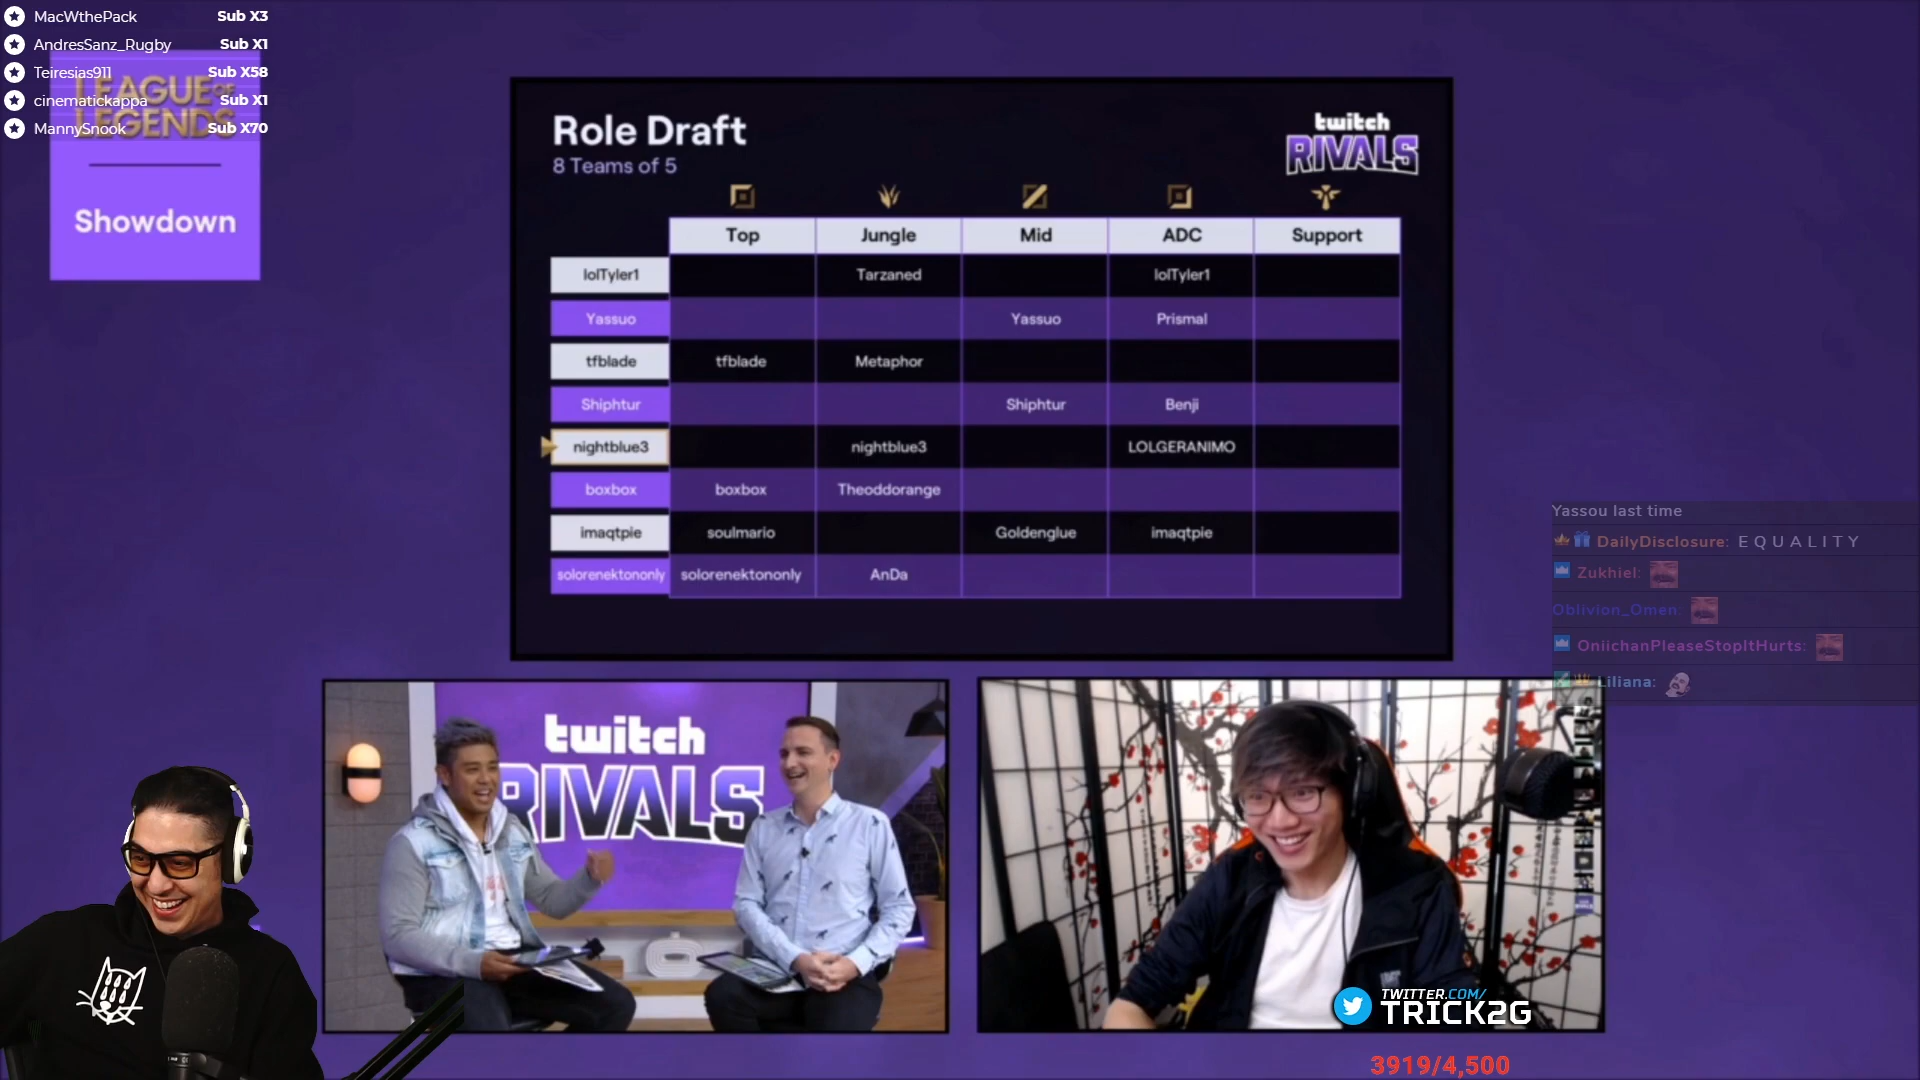 MacWthePack Sub X3
AndresSanz_Rugby Sub X1
Teiresias911 Sub X58
cinematickappa Sub X1
MannySnook Sub X70
LEAGUE OF
LEGENDS
Showdown
Role Draft
8 Teams of 5
twitch
RIVALS
Top Jungle Mid ADC Support
lolTyler1 Tarzaned lolTyler1
Yassuo Yassuo Prismal
tfblade tfblade Metaphor
Shiphtur Shiphtur Benji
nightblue3 nightblue3 LOLGERANIMO
boxbox boxbox Theoddorange
imaqtpie soulmario Goldenglue imaqtpie
solorenektononly solorenektononly AnDa
Yassou last time
DailyDisclosure: E Q U A L I T Y
Zukhiel:
Oblivion_Omen:
OniichanPleaseStopItHurts:
Liliana:
twitch
RIVALS
TWITTER.COM/
TRICK2G
3919/4,500